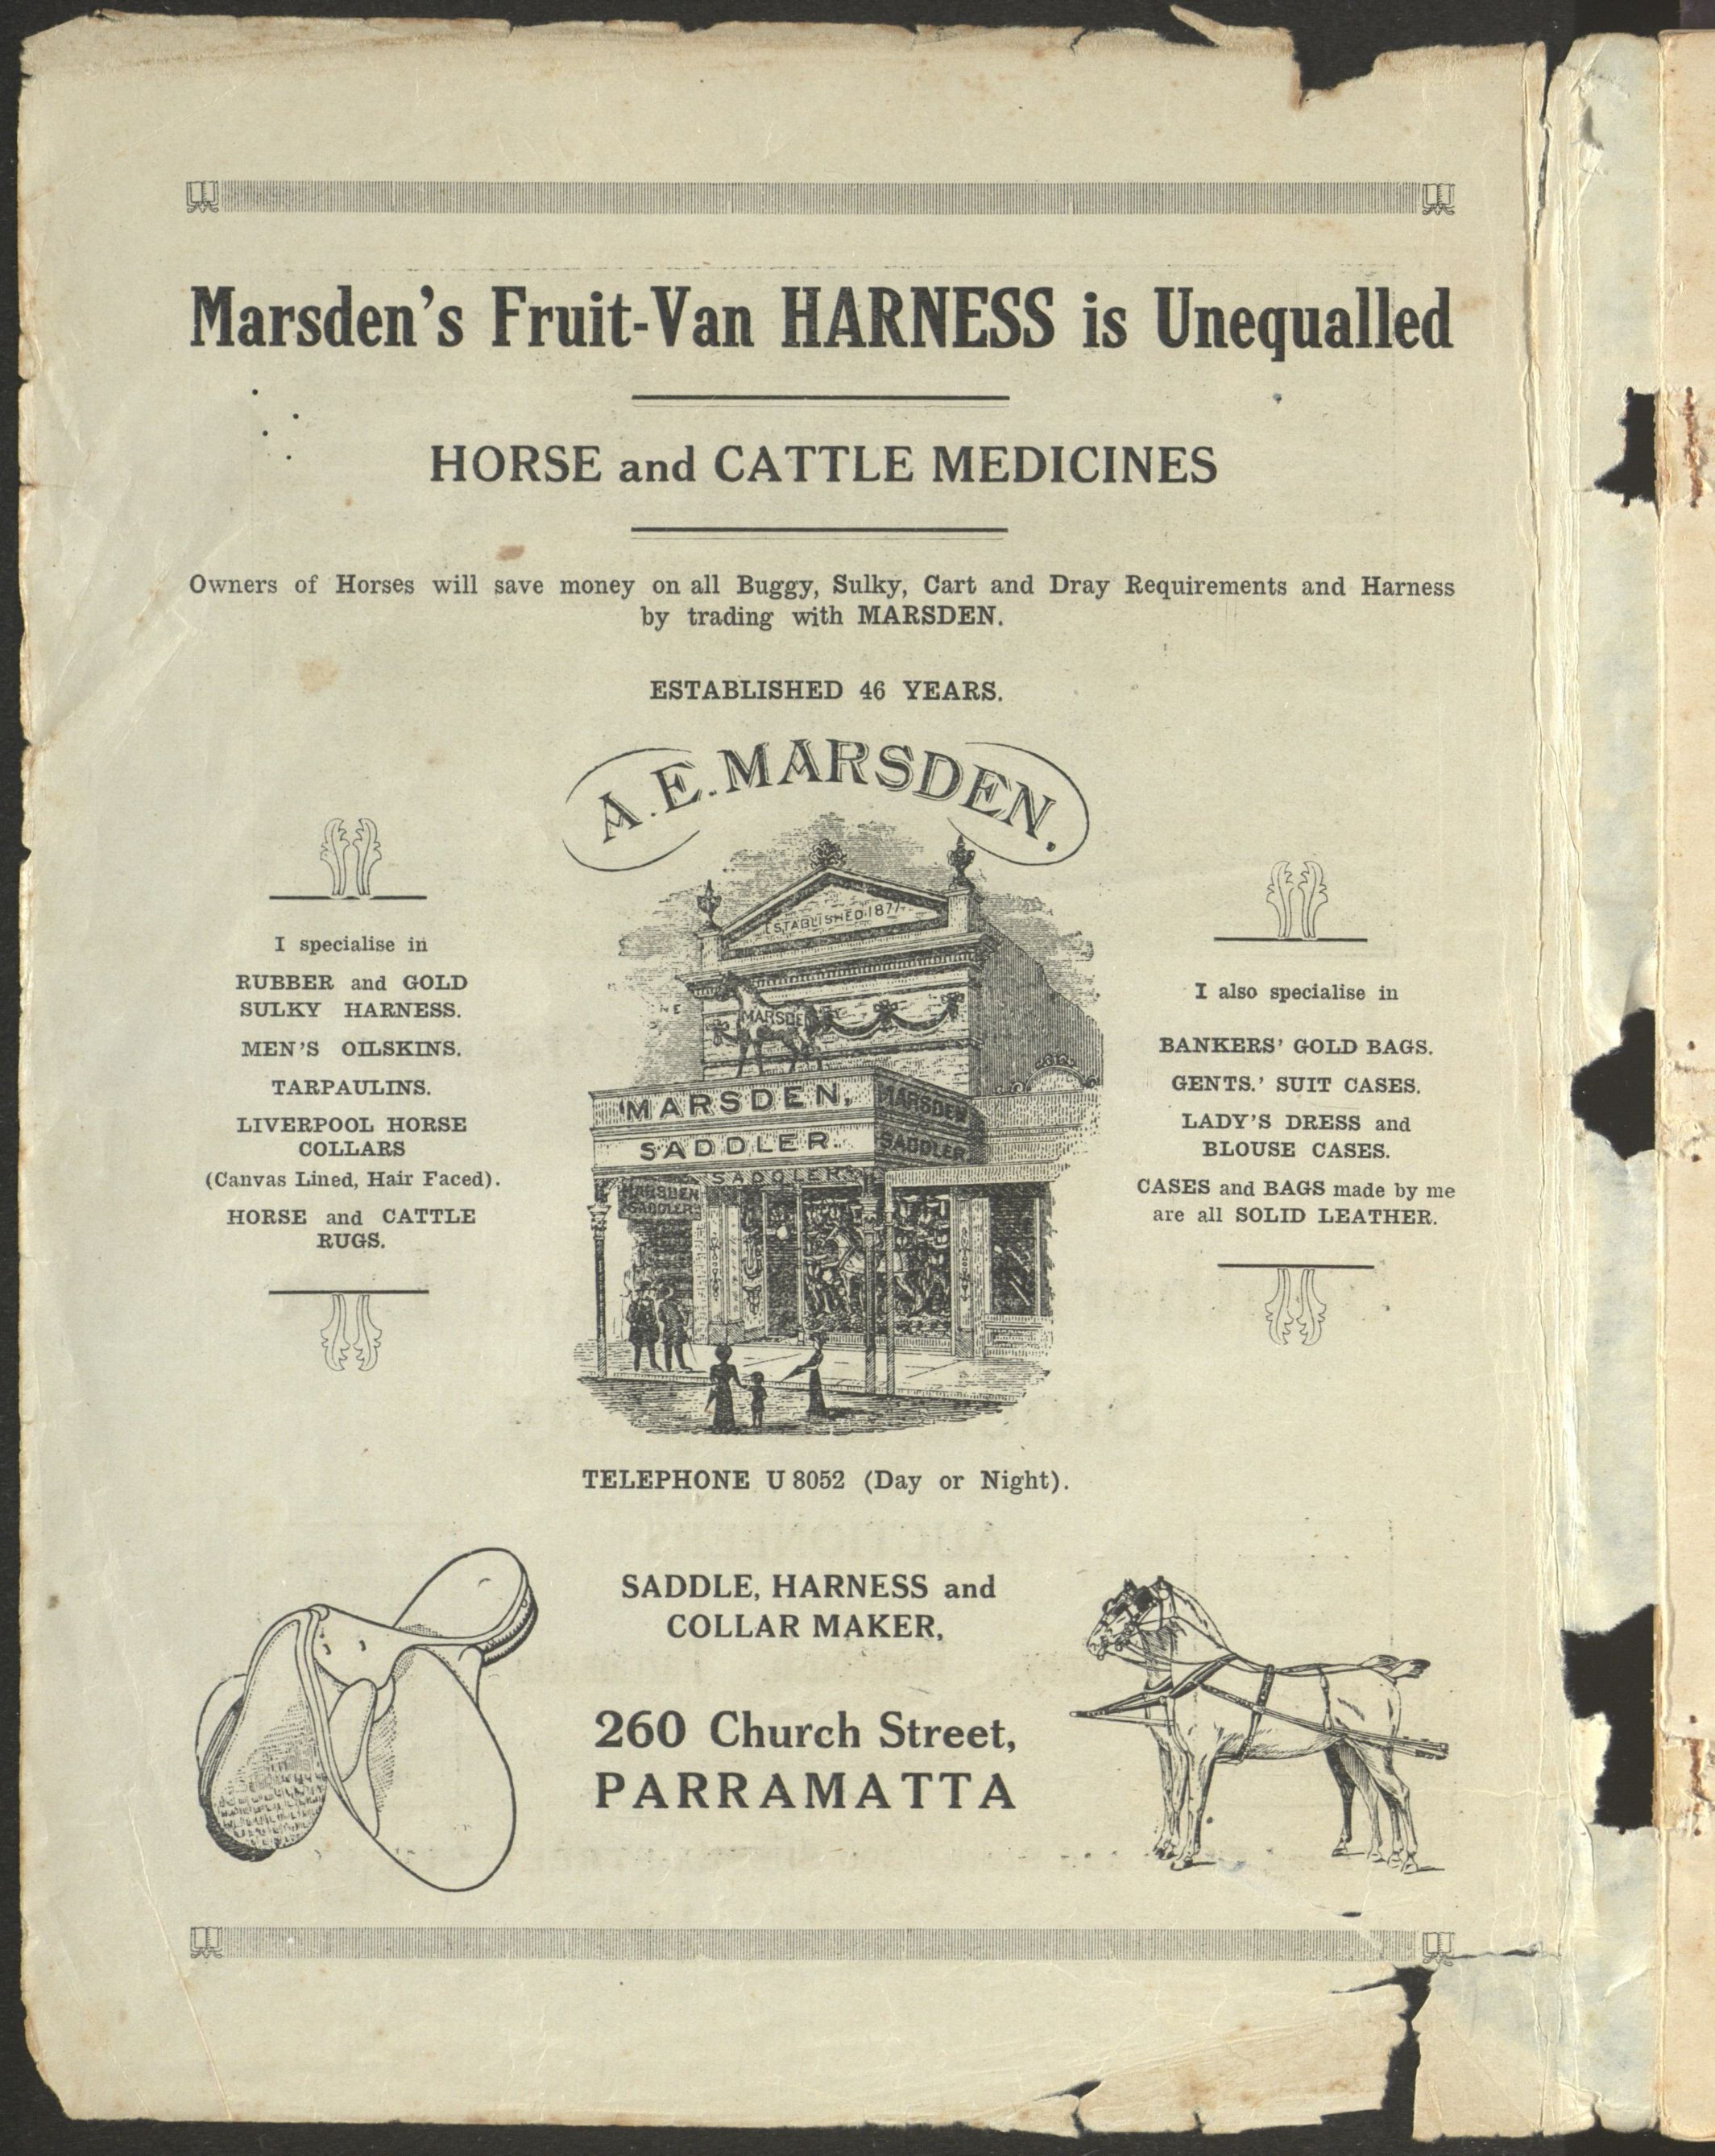 Marsden's Fruit-Van HARNESS is Unequalled
HORSE and CATTLE MEDICINES
Owners of Horses will save money on all Buggy, Sulky, Cart and Dray Requirements and Harness
by trading with MARSDEN.
ESTABLISHED 46 YEARS.
A. E. MARSDEN.
I specialise in
RUBBER and GOLD
SULKY HARNESS.
MEN'S OILSKINS.
TARPAULINS.
LIVERPOOL HORSE
COLLARS
(Canvas Lined, Hair Faced).
HORSE and CATTLE
RUGS.
ESTABLISHED 1877
MARSDEN
MARSDEN,
MARSDEN
SADDLER.
SADDLER
SADDLERS
MARSDEN
SADDLER
I also specialise in
BANKERS' GOLD BAGS.
GENTS.' SUIT CASES.
LADY'S DRESS and
BLOUSE CASES.
CASES and BAGS made by me
are all SOLID LEATHER.
TELEPHONE U 8052 (Day or Night).
SADDLE, HARNESS and
COLLAR MAKER,
260 Church Street,
PARRAMATTA